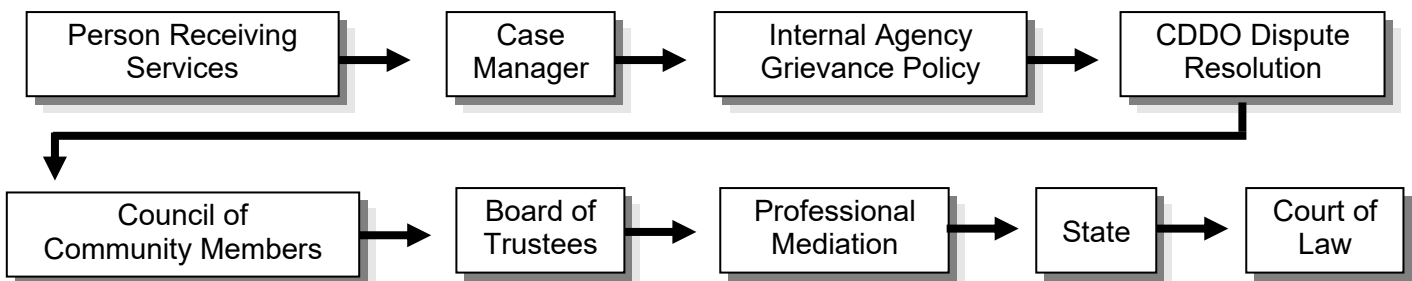 Person Receiving
Services
Case
Manager
Internal Agency
Grievance Policy
CDDO Dispute
Resolution
Council of
Community Members
Board of
Trustees
Professional
Mediation
State
Court of
Law